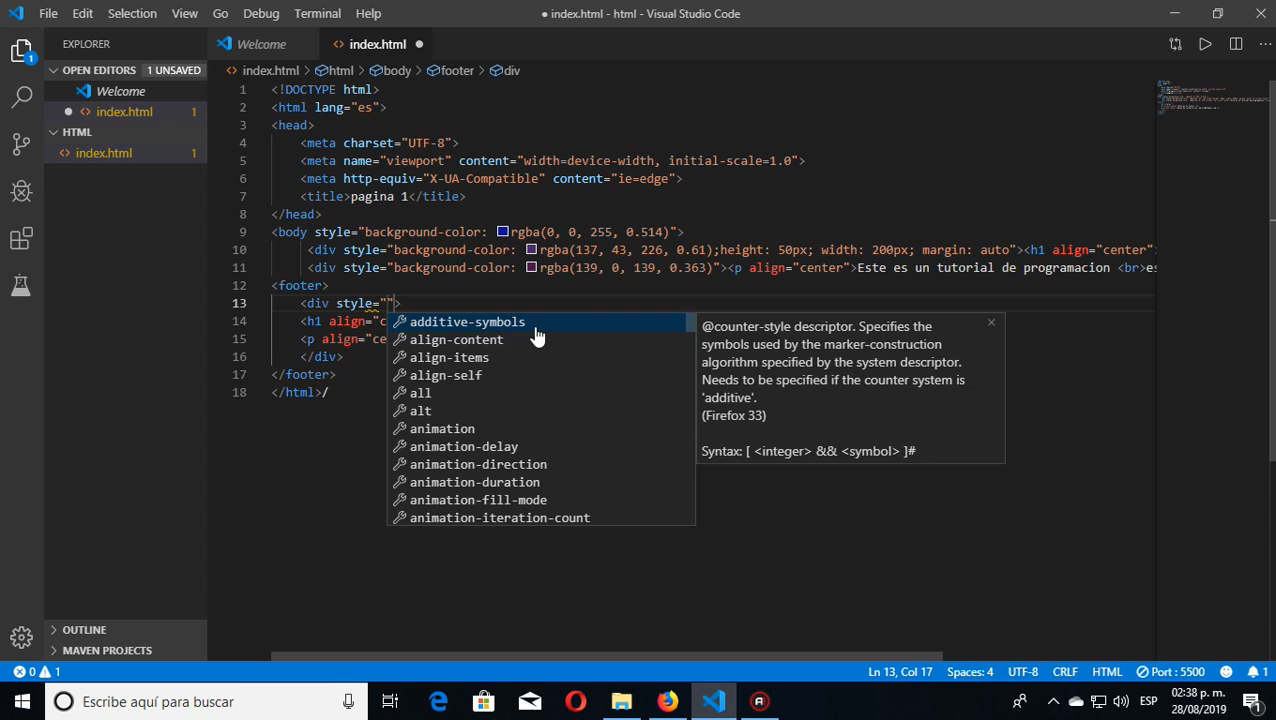 File Edit Selection View Go Debug Terminal Help
● index.html - html - Visual Studio Code
EXPLORER
Welcome
index.html ●
OPEN EDITORS 1 UNSAVED
Welcome
● index.html 1
HTML
index.html 1
OUTLINE
MAVEN PROJECTS
index.html > html > body > footer > div
1 <!DOCTYPE html>
2 <html lang="es">
3 <head>
4 <meta charset="UTF-8">
5 <meta name="viewport" content="width=device-width, initial-scale=1.0">
6 <meta http-equiv="X-UA-Compatible" content="ie=edge">
7 <title>pagina 1</title>
8 </head>
9 <body style="background-color: rgba(0, 0, 255, 0.514)">
10 <div style="background-color: rgba(137, 43, 226, 0.61);height: 50px; width: 200px; margin: auto"><h1 align="center"
11 <div style="background-color: rgba(139, 0, 139, 0.363)"><p align="center">Este es un tutorial de programacion <br>es
12 <footer>
13 <div style="">
14 <h1 align="c
15 <p align="ce
16 </div>
17 </footer>
18 </html>/
additive-symbols
align-content
align-items
align-self
all
alt
animation
animation-delay
animation-direction
animation-duration
animation-fill-mode
animation-iteration-count
@counter-style descriptor. Specifies the
symbols used by the marker-construction
algorithm specified by the system descriptor.
Needs to be specified if the counter system is
'additive'.
(Firefox 33)
Syntax: [ <integer> && <symbol> ]#
0 1
Ln 13, Col 17 Spaces: 4 UTF-8 CRLF HTML Port : 5500 1
Escribe aquí para buscar
ESP
02:38 p. m.
28/08/2019
1